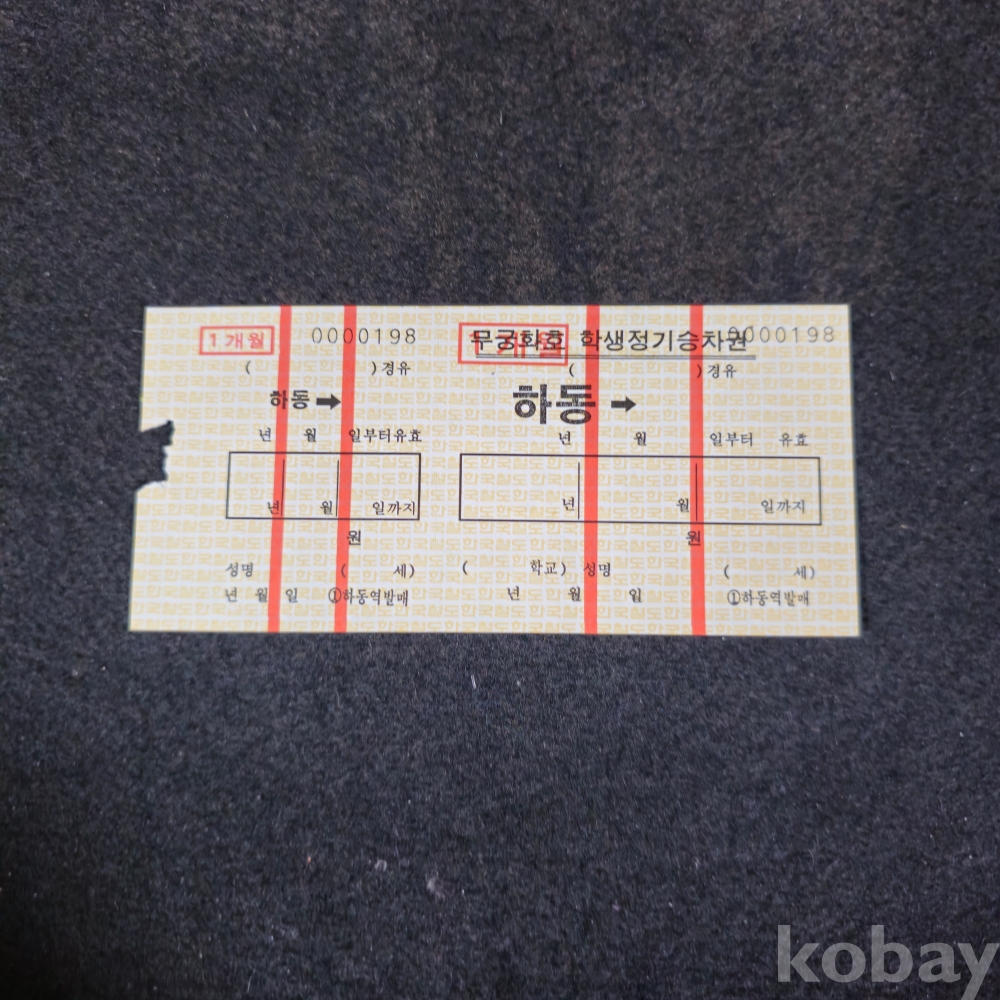 1개월 0000198
( )경유
하동 →
년 월 일부터유효
년 월 일까지
원
성명 ( 세)
년 월 일 ①하동역발매
1개월 무궁화호 학생정기승차권 0000198
( )경유
하동 →
년 월 일부터 유효
년 월 일까지
원
( 학교) 성명 ( 세)
년 월 일 ①하동역발매
kobay